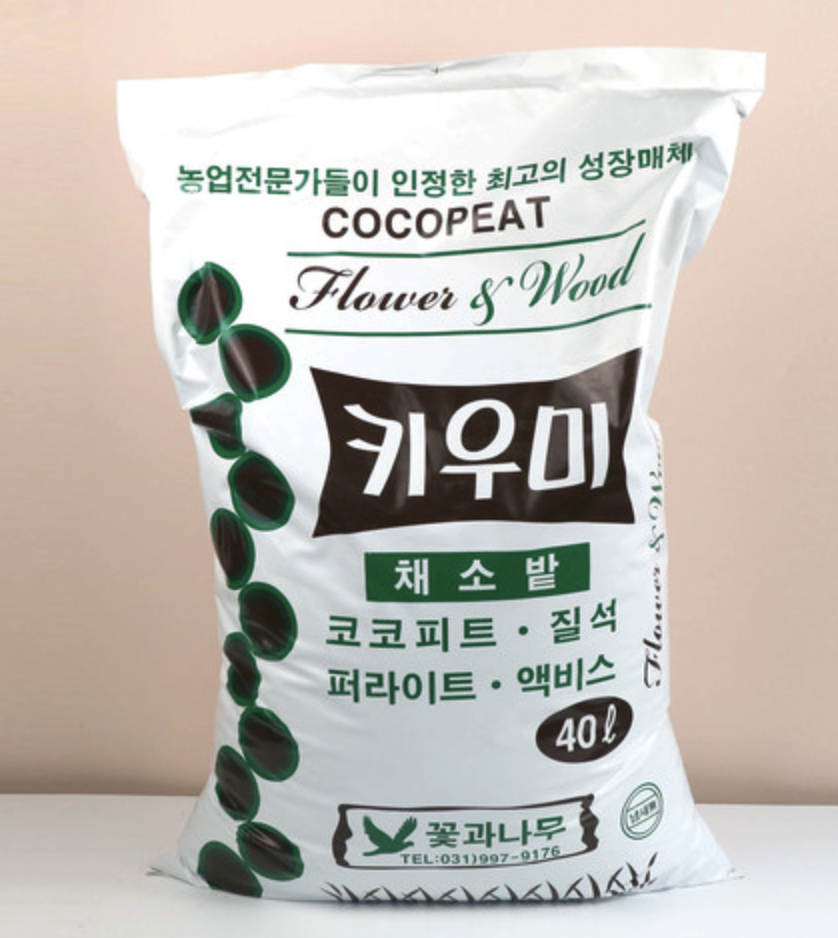 농업전문가들이 인정한 최고의 성장매체
COCOPEAT
Flower & Wood
키우미
채소밭
코코피트 · 질석
퍼라이트 · 액비스
40ℓ
꽃과나무
TEL:031)997-9176
Flower & Wood